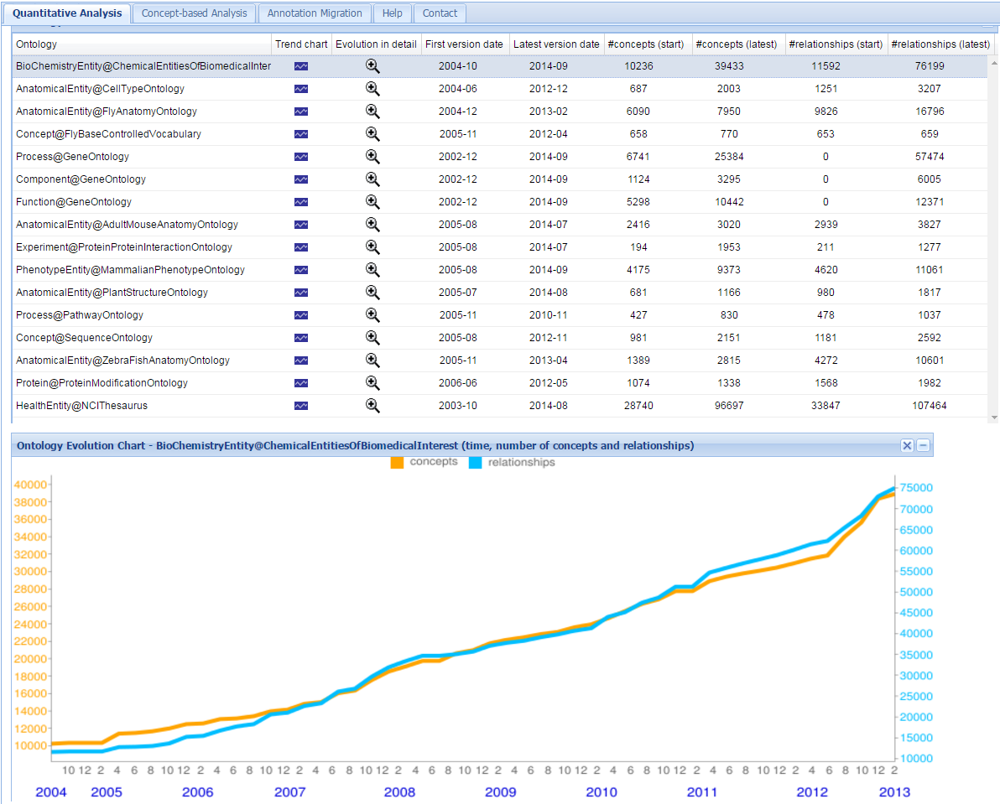 Quantitative Analysis Concept-based Analysis Annotation Migration Help Contact
Ontology Trend chart Evolution in detail First version date Latest version date #concepts (start) #concepts (latest) #relationships (start) #relationships (latest)
BioChemistryEntity@ChemicalEntitiesOfBiomedicalInter 2004-10 2014-09 10236 39433 11592 76199
AnatomicalEntity@CellTypeOntology 2004-06 2012-12 687 2003 1251 3207
AnatomicalEntity@FlyAnatomyOntology 2004-12 2013-02 6090 7950 9826 16796
Concept@FlyBaseControlledVocabulary 2005-11 2012-04 658 770 653 659
Process@GeneOntology 2002-12 2014-09 6741 25384 0 57474
Component@GeneOntology 2002-12 2014-09 1124 3295 0 6005
Function@GeneOntology 2002-12 2014-09 5298 10442 0 12371
AnatomicalEntity@AdultMouseAnatomyOntology 2005-08 2014-07 2416 3020 2939 3827
Experiment@ProteinProteinInteractionOntology 2005-08 2014-07 194 1953 211 1277
PhenotypeEntity@MammalianPhenotypeOntology 2005-08 2014-09 4175 9373 4620 11061
AnatomicalEntity@PlantStructureOntology 2005-07 2014-08 681 1166 980 1817
Process@PathwayOntology 2005-11 2010-11 427 830 478 1037
Concept@SequenceOntology 2005-08 2012-11 981 2151 1181 2592
AnatomicalEntity@ZebraFishAnatomyOntology 2005-11 2013-04 1389 2815 4272 10601
Protein@ProteinModificationOntology 2006-06 2012-05 1074 1338 1568 1982
HealthEntity@NCIThesaurus 2003-10 2014-08 28740 96697 33847 107464
Ontology Evolution Chart - BioChemistryEntity@ChemicalEntitiesOfBiomedicalInterest (time, number of concepts and relationships)
concepts relationships
40000
38000
36000
34000
32000
30000
28000
26000
24000
22000
20000
18000
16000
14000
12000
10000
75000
70000
65000
60000
55000
50000
45000
40000
35000
30000
25000
20000
15000
10000
10 12 2 4 6 8 10 12 2 4 6 8 10 12 2 4 6 8 10 12 2 4 6 8 10 12 2 4 6 8 10 12 2 4 6 8 10 12 2 4 6 8 10 12 2 4 6 8 10 12 2
2004 2005 2006 2007 2008 2009 2010 2011 2012 2013